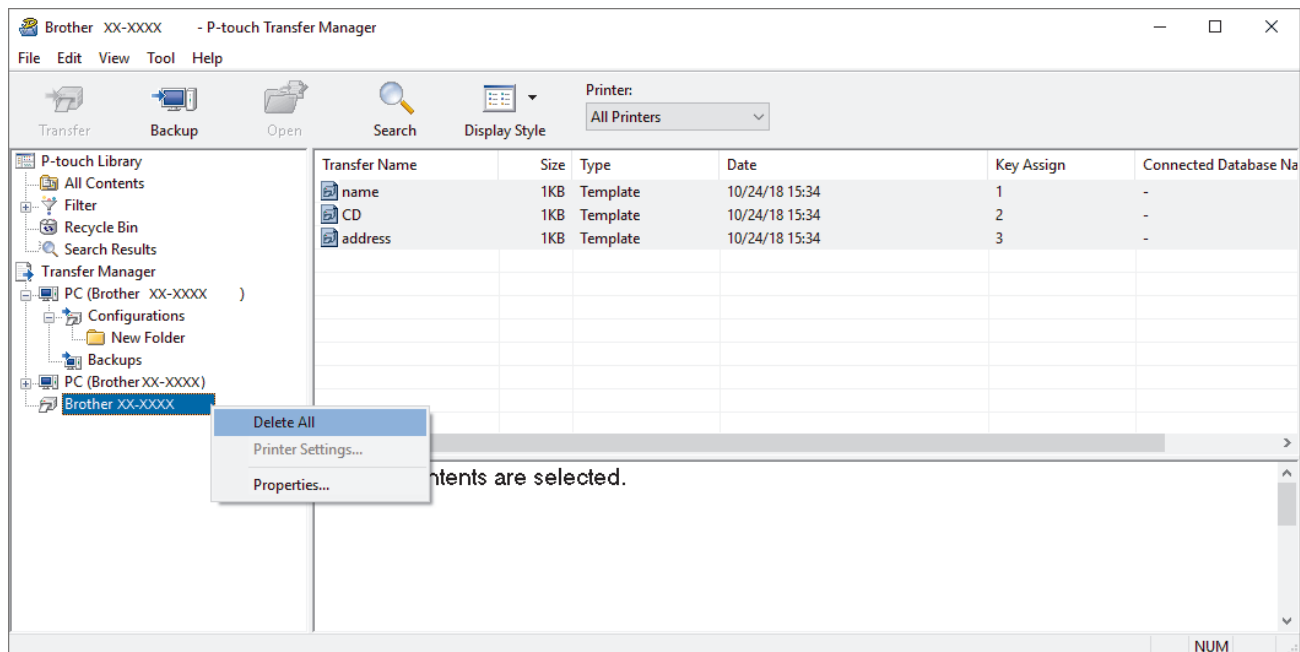 Brother XX-XXXX - P-touch Transfer Manager
File Edit View Tool Help
Transfer Backup Open Search Display Style
Printer:
All Printers
P-touch Library
All Contents
Filter
Recycle Bin
Search Results
Transfer Manager
PC (Brother XX-XXXX )
Configurations
New Folder
Backups
PC (Brother XX-XXXX)
Brother XX-XXXX
Delete All
Printer Settings...
Properties...
Transfer Name Size Type Date Key Assign Connected Database Na
name 1KB Template 10/24/18 15:34 1 -
CD 1KB Template 10/24/18 15:34 2 -
address 1KB Template 10/24/18 15:34 3 -
ntents are selected.
NUM